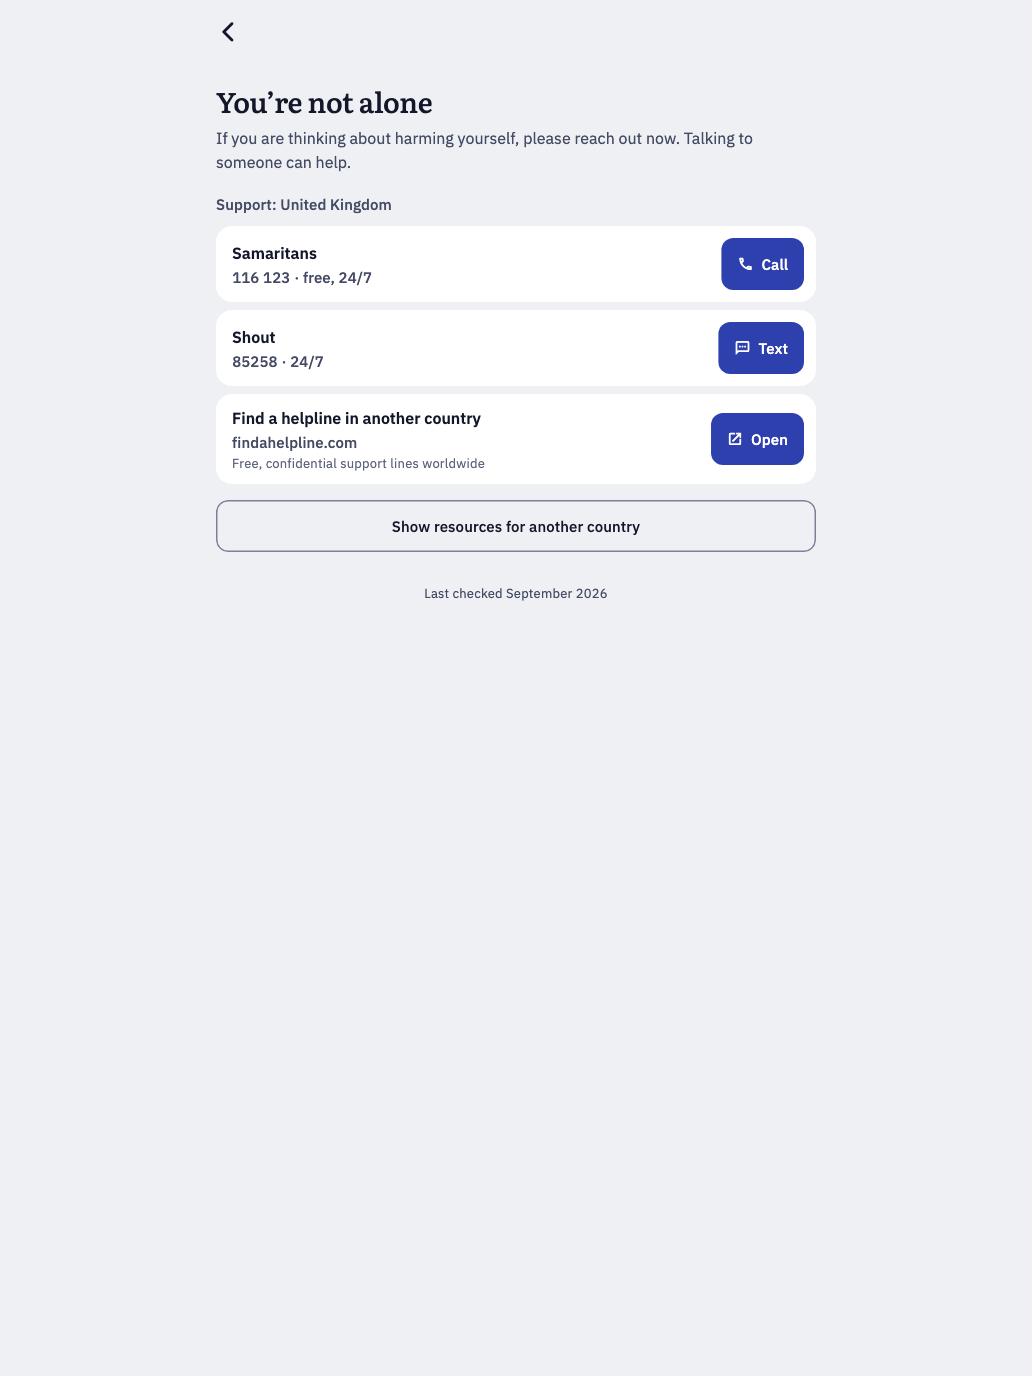 You’re not alone
If you are thinking about harming yourself, please reach out now. Talking to
someone can help.
Support: United Kingdom
Samaritans
116 123 · free, 24/7
Call
Shout
85258 · 24/7
Text
Find a helpline in another country
findahelpline.com
Free, confidential support lines worldwide
Open
Show resources for another country
Last checked September 2026